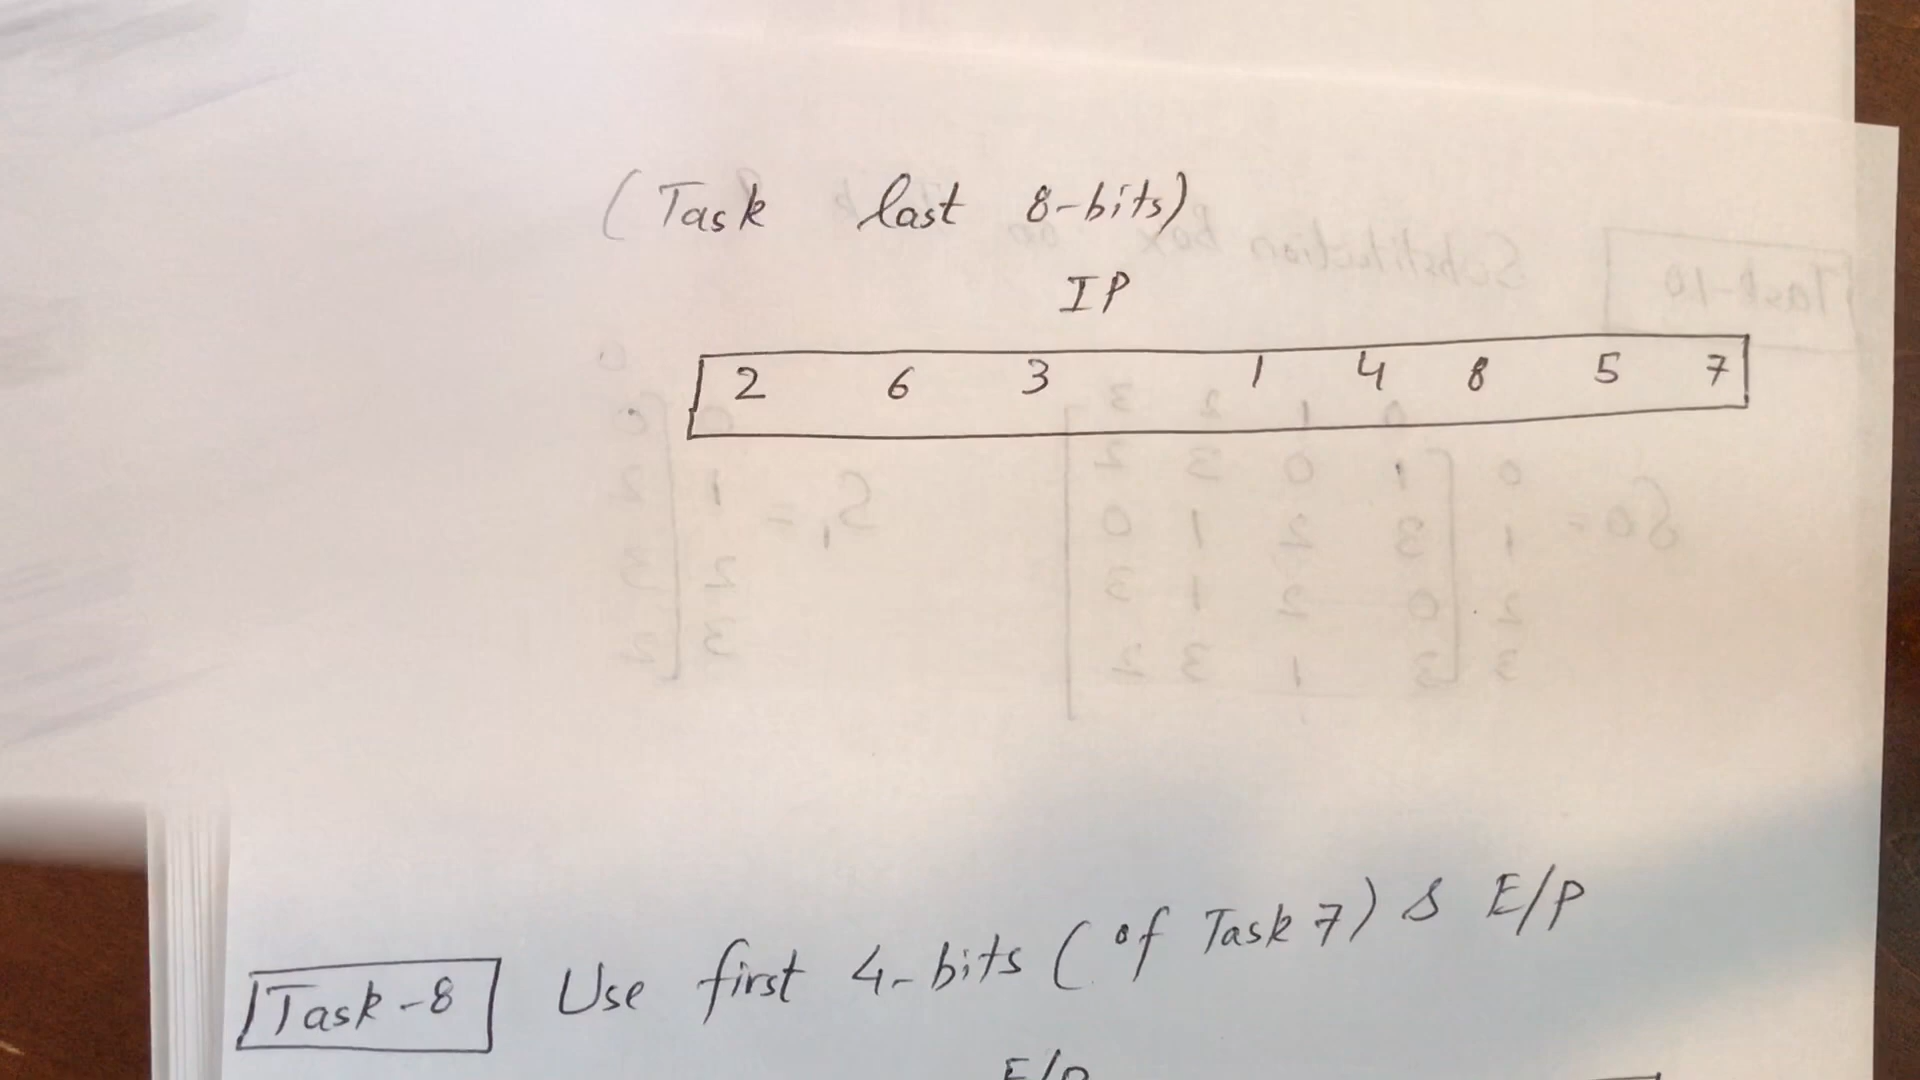 (Task last 8-bits)
IP
2 6 3 1 4 8 5 7
Task-8 Use first 4-bits (of Task 7) & E/P
E/P